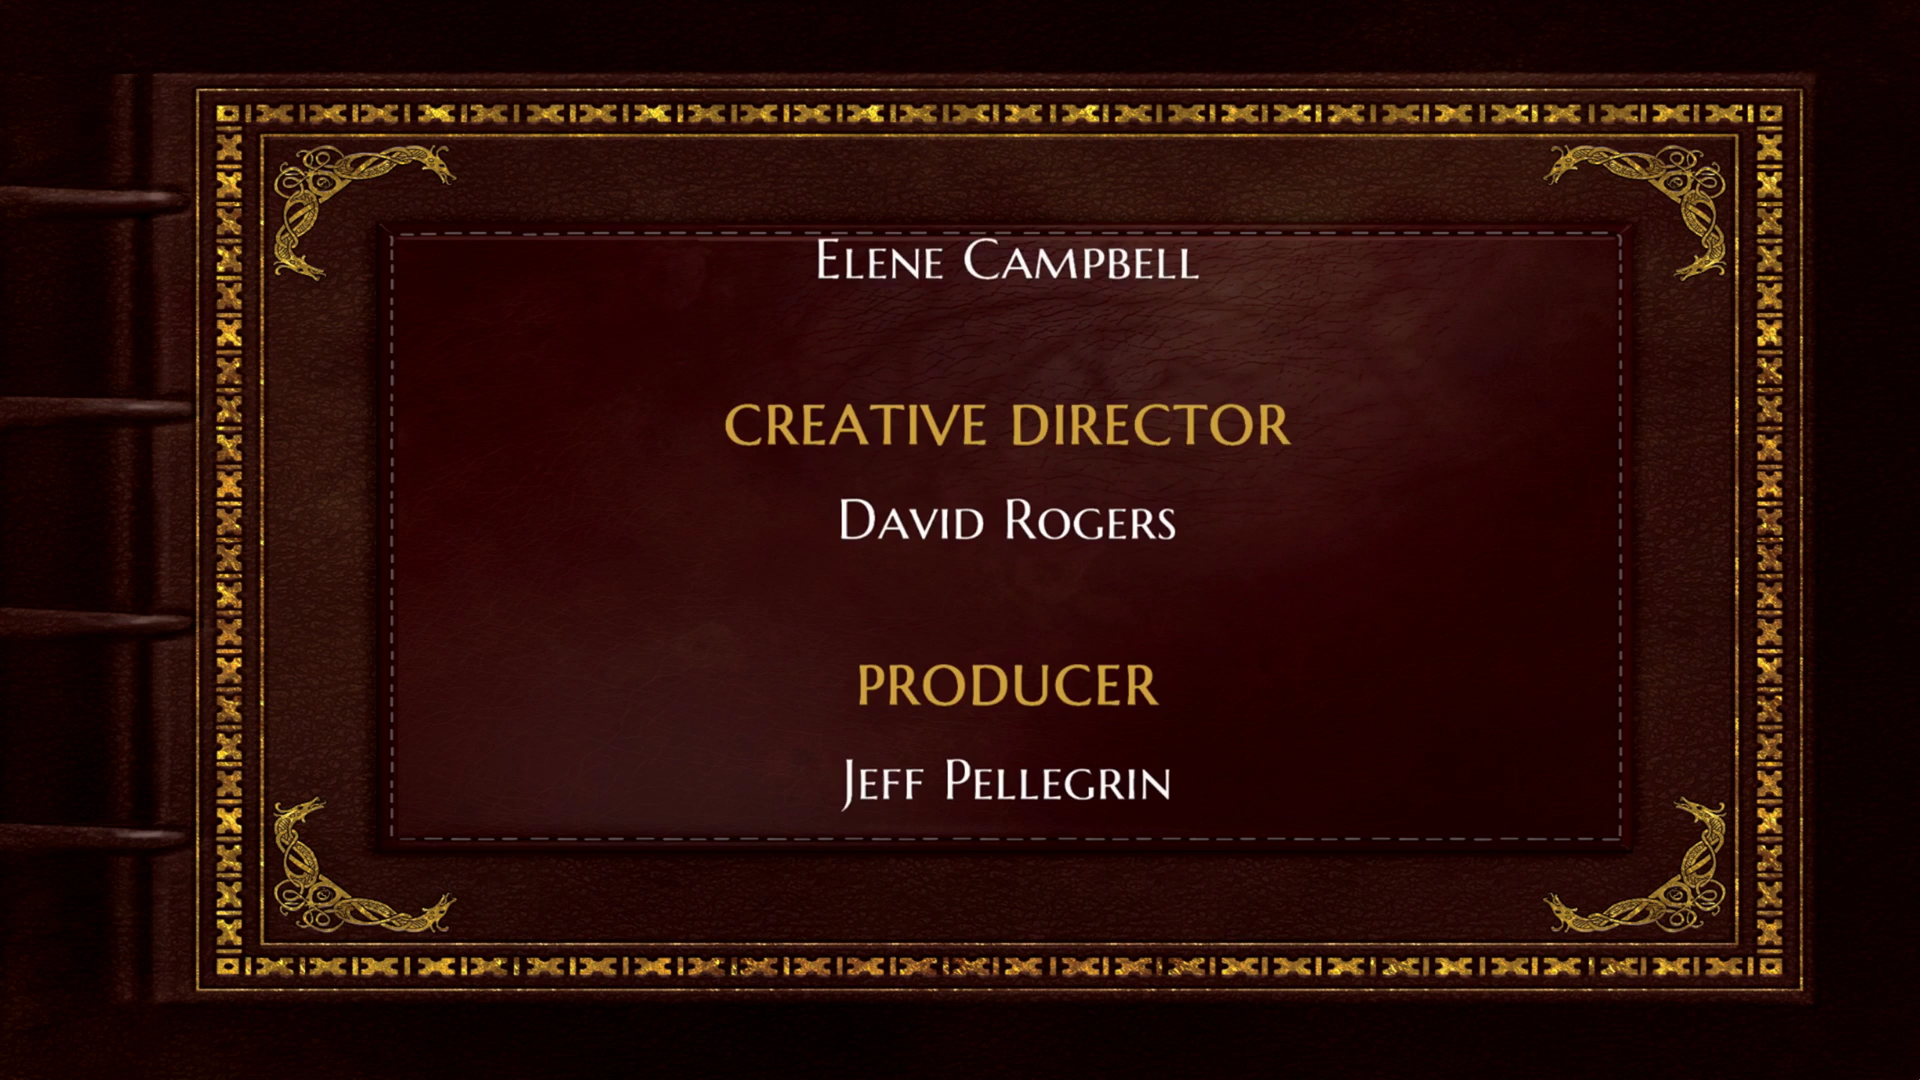 Elene Campbell
CREATIVE DIRECTOR
David Rogers
PRODUCER
Jeff Pellegrin